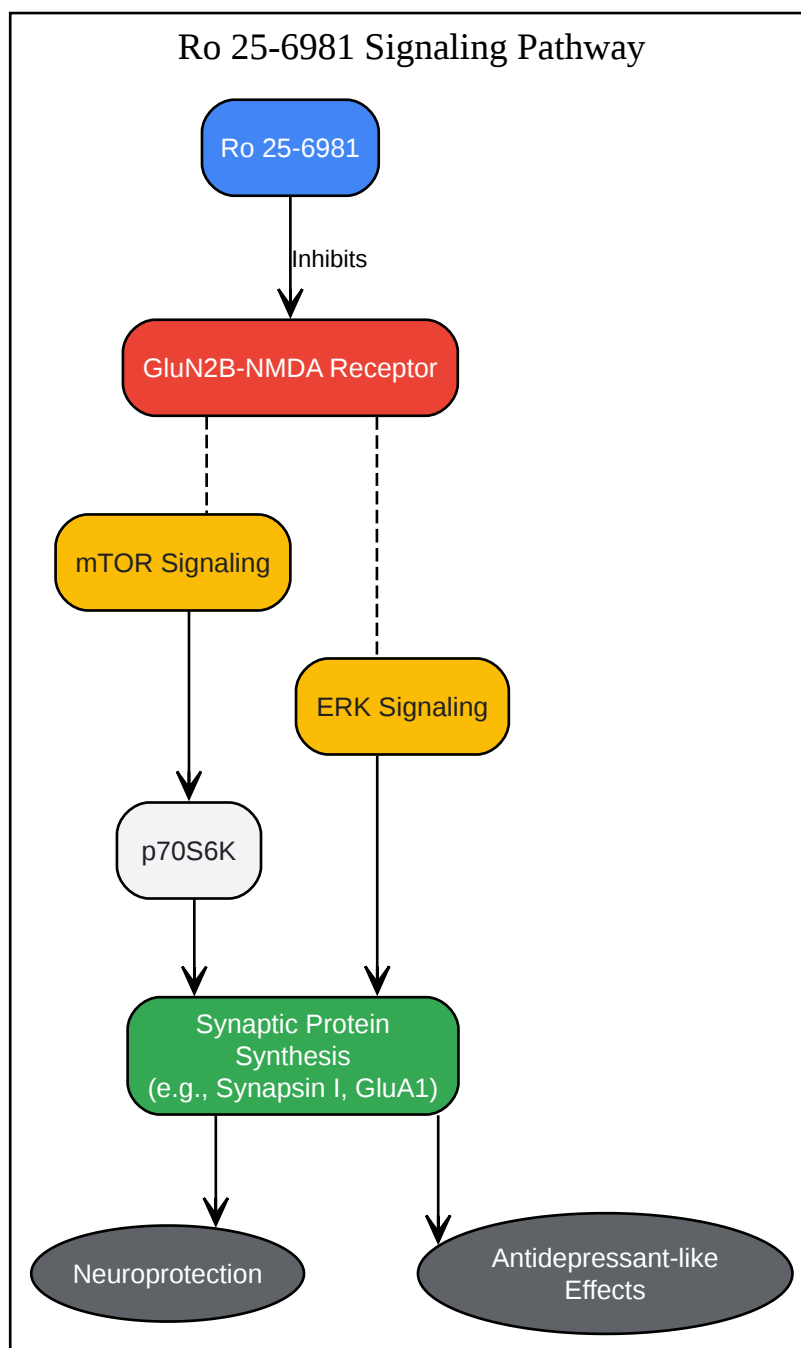 Ro 25-6981 Signaling Pathway
Ro 25-6981
Inhibits
GluN2B-NMDA Receptor
mTOR Signaling
ERK Signaling
p70S6K
Synaptic Protein
Synthesis
(e.g., Synapsin I, GluA1)
Neuroprotection
Antidepressant-like
Effects